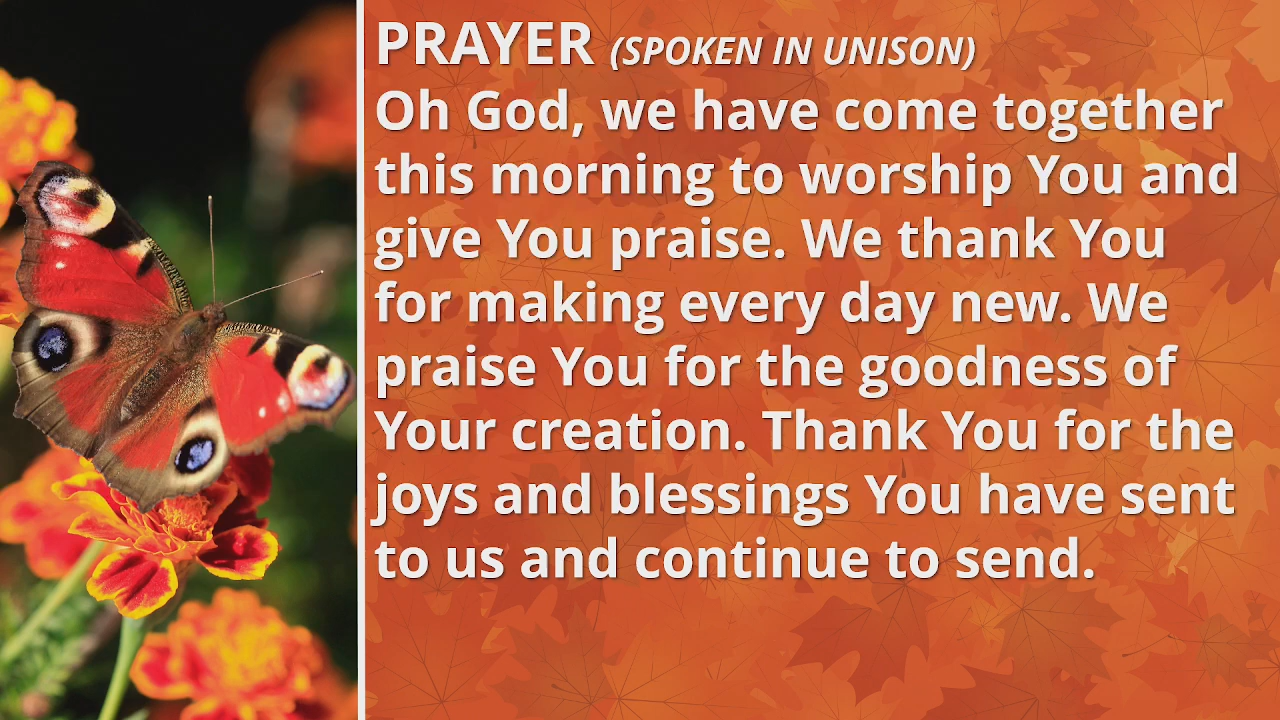 PRAYER (SPOKEN IN UNISON)
Oh God, we have come together
this morning to worship You and
give You praise. We thank You
for making every day new. We
praise You for the goodness of
Your creation. Thank You for the
joys and blessings You have sent
to us and continue to send.